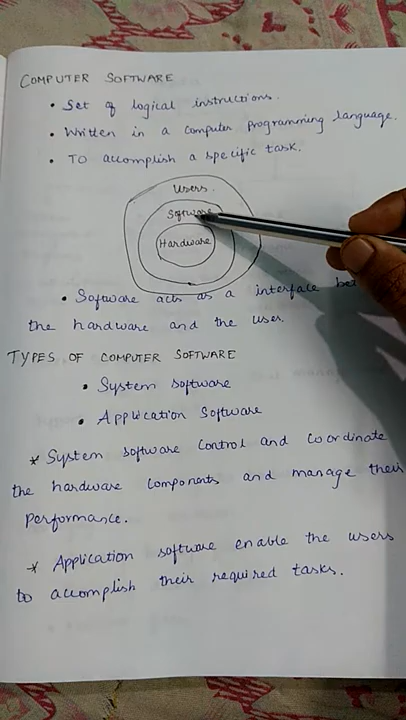 COMPUTER SOFTWARE
• Set of logical instructions.
• Written in a computer programming language.
• TO accomplish a specific task.
Users.
Software
Hardware
• Software acts as a interface bet
the hardware and the user.
TYPES OF COMPUTER SOFTWARE
• System software
• Application Software
* System software control and coordinate
the hardware components and manage their
performance.
* Application software enable the users
to accomplish their required tasks.